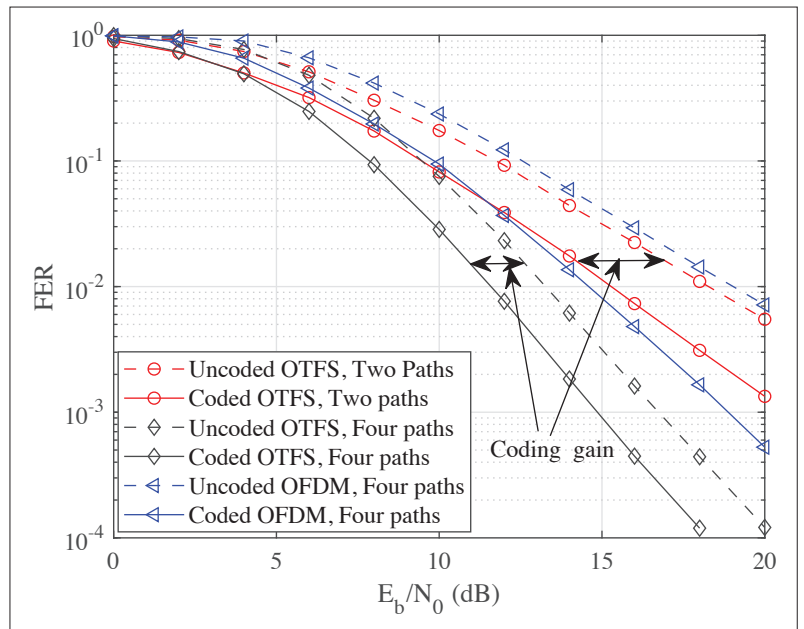 10^0
10^-1
10^-2
10^-3
10^-4
FER
Uncoded OTFS, Two Paths
Coded OTFS, Two paths
Uncoded OTFS, Four paths
Coded OTFS, Four paths
Uncoded OFDM, Four paths
Coded OFDM, Four paths
Coding gain
0 5 10 15 20
E_b/N_0 (dB)